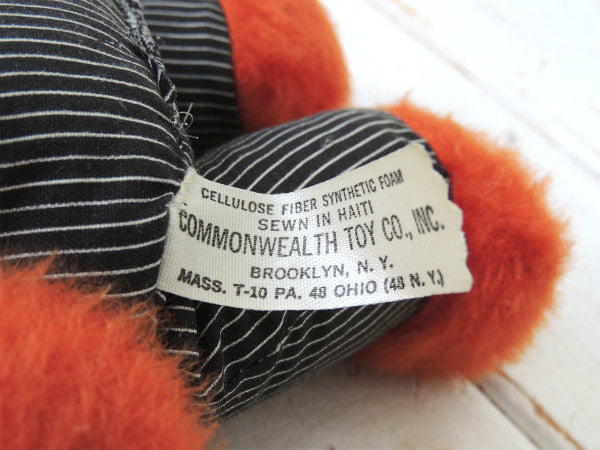 CELLULOSE FIBER SYNTHETIC FOAM
SEWN IN HAITI
COMMONWEALTH TOY CO., INC.
BROOKLYN, N. Y.
MASS. T-10 PA. 48 OHIO (48 N.Y.)